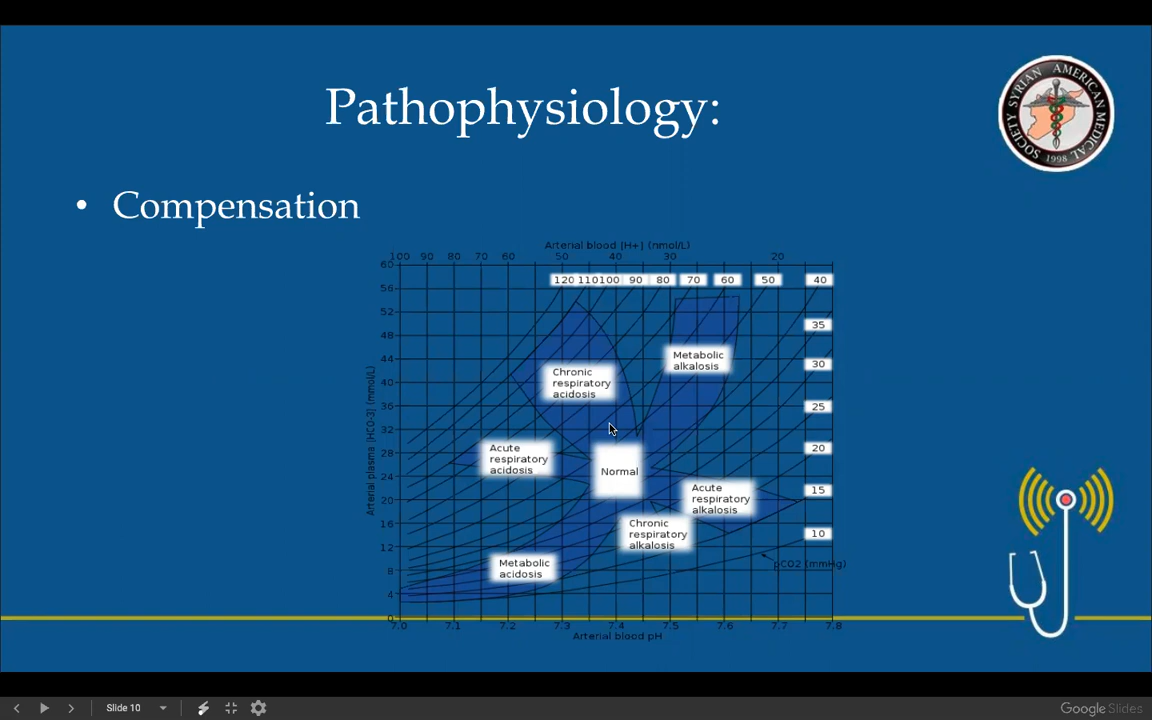 Pathophysiology:
SYRIAN AMERICAN MEDICAL SOCIETY
1998
• Compensation
Arterial blood [H+] (nmol/L)
100 90 80 70 60 50 40 30 20
120 110 100 90 80 70 60 50 40
35
30
25
20
15
10
60
56
52
48
44
40
36
32
28
24
20
16
12
8
4
0
Arterial plasma [HCO-3] (mmol/L)
Metabolic
alkalosis
Chronic
respiratory
acidosis
Acute
respiratory
acidosis
Normal
Acute
respiratory
alkalosis
Chronic
respiratory
alkalosis
Metabolic
acidosis
pCO2 (mmHg)
7.0 7.1 7.2 7.3 7.4 7.5 7.6 7.7 7.8
Arterial blood pH
Slide 10
Google Slides